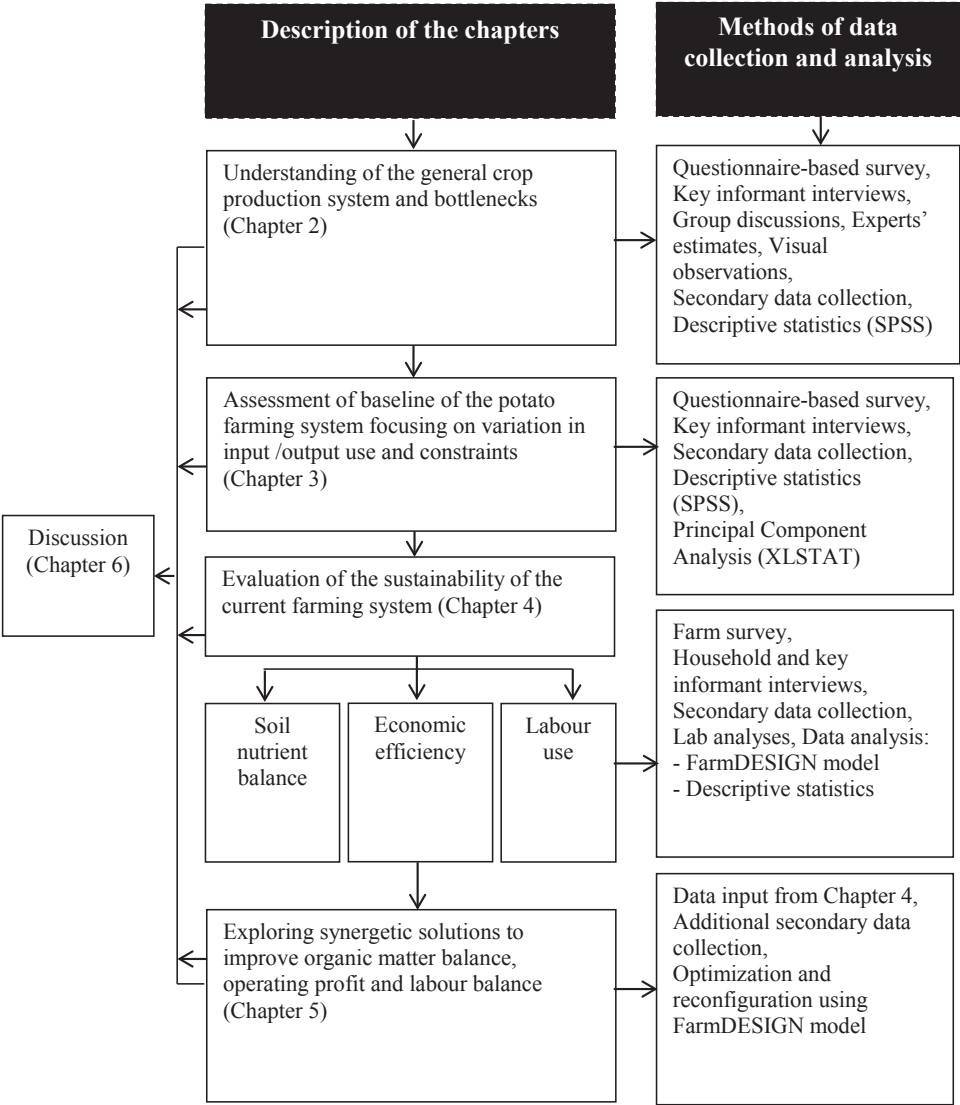 Description of the chapters
Methods of data
collection and analysis
Understanding of the general crop
production system and bottlenecks
(Chapter 2)
Questionnaire-based survey,
Key informant interviews,
Group discussions, Experts’
estimates, Visual
observations,
Secondary data collection,
Descriptive statistics (SPSS)
Assessment of baseline of the potato
farming system focusing on variation in
input /output use and constraints
(Chapter 3)
Questionnaire-based survey,
Key informant interviews,
Secondary data collection,
Descriptive statistics
(SPSS),
Principal Component
Analysis (XLSTAT)
Discussion
(Chapter 6)
Evaluation of the sustainability of the
current farming system (Chapter 4)
Soil
nutrient
balance
Economic
efficiency
Labour
use
Farm survey,
Household and key
informant interviews,
Secondary data collection,
Lab analyses, Data analysis:
- FarmDESIGN model
- Descriptive statistics
Exploring synergetic solutions to
improve organic matter balance,
operating profit and labour balance
(Chapter 5)
Data input from Chapter 4,
Additional secondary data
collection,
Optimization and
reconfiguration using
FarmDESIGN model